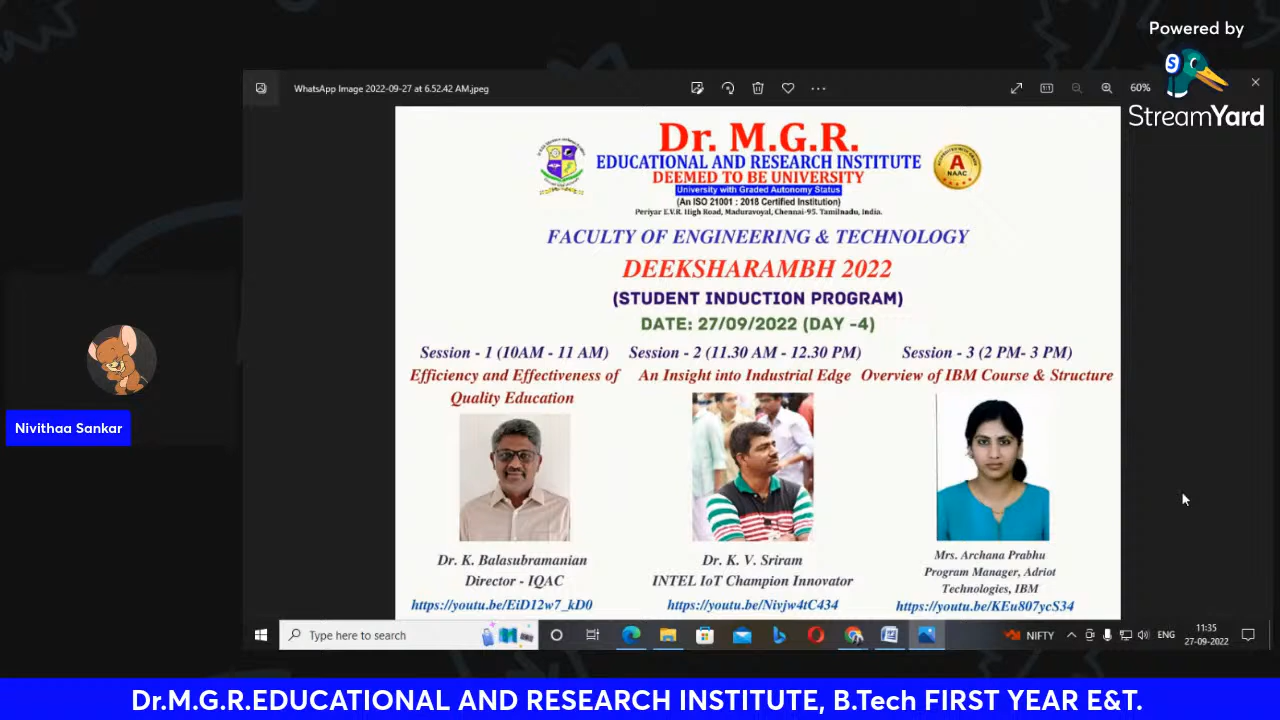 Powered by
StreamYard
WhatsApp Image 2022-09-27 at 6.52.42 AM.jpeg
60%
Dr. M.G.R.
EDUCATIONAL AND RESEARCH INSTITUTE
DEEMED TO BE UNIVERSITY
University with Graded Autonomy Status
(An ISO 21001 : 2018 Certified Institution)
Periyar E.V.R. High Road, Maduravoyal, Chennai-95. Tamilnadu, India.
A
NAAC
FACULTY OF ENGINEERING & TECHNOLOGY
DEEKSHARAMBH 2022
(STUDENT INDUCTION PROGRAM)
DATE: 27/09/2022 (DAY -4)
Session - 1 (10AM - 11 AM)
Efficiency and Effectiveness of
Quality Education
Dr. K. Balasubramanian
Director - IQAC
https://youtu.be/EiD12w7_kD0
Session - 2 (11.30 AM - 12.30 PM)
An Insight into Industrial Edge
Dr. K. V. Sriram
INTEL IoT Champion Innovator
https://youtu.be/Nivjw4tC434
Session - 3 (2 PM- 3 PM)
Overview of IBM Course & Structure
Mrs. Archana Prabhu
Program Manager, Adriot
Technologies, IBM
https://youtu.be/KEu807ycS34
Nivithaa Sankar
Type here to search
NIFTY
ENG
11:35
27-09-2022
Dr.M.G.R.EDUCATIONAL AND RESEARCH INSTITUTE, B.Tech FIRST YEAR E&T.